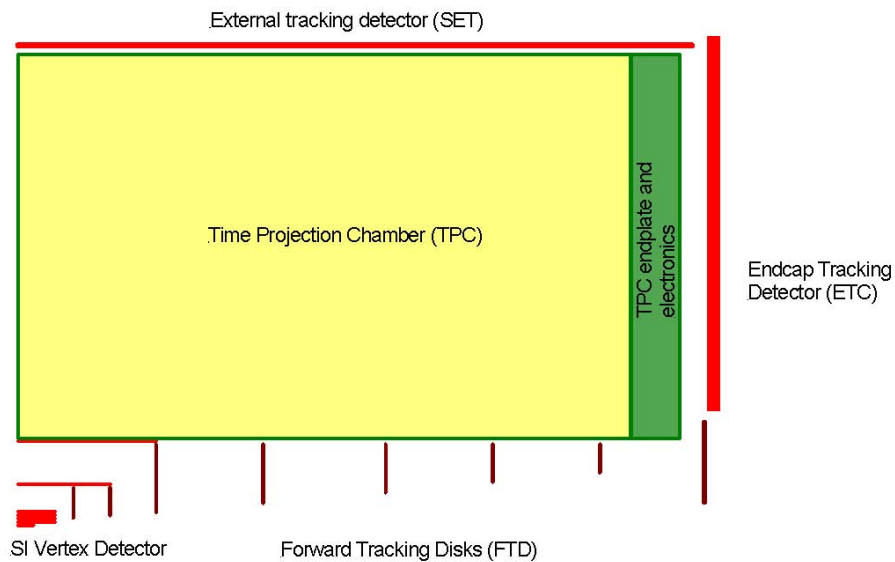 External tracking detector (SET)
Time Projection Chamber (TPC)
TPC endplate and
electronics
Endcap Tracking
Detector (ETC)
SI Vertex Detector
Forward Tracking Disks (FTD)